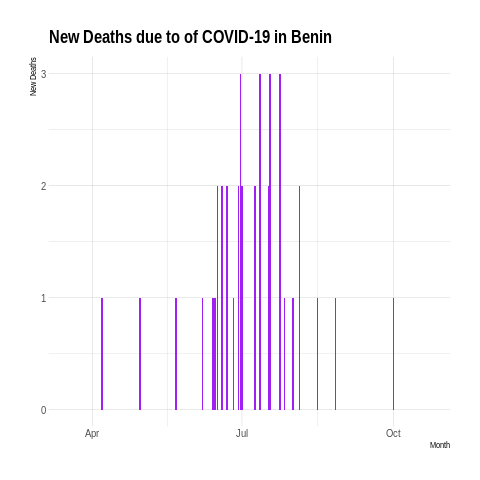 New Deaths due to of COVID-19 in Benin
New Deaths
3
2
1
0
Apr
Jul
Oct
Month